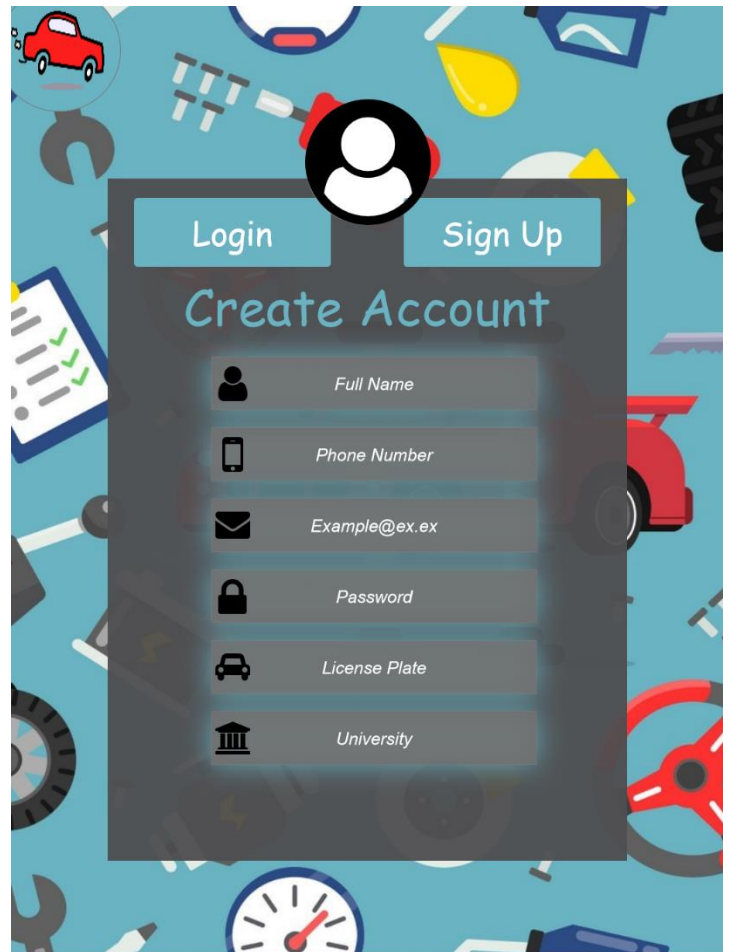 Login
Sign Up
Create Account
Full Name
Phone Number
Example@ex.ex
Password
License Plate
University